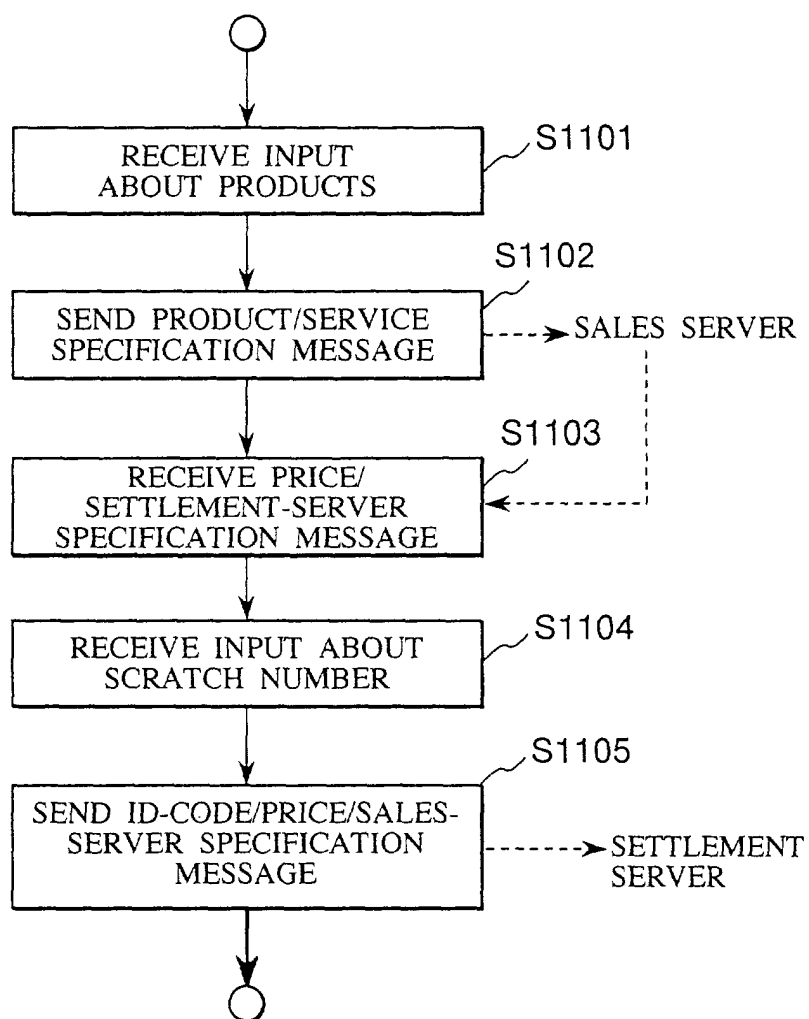 RECEIVE INPUT
ABOUT PRODUCTS
S1101
SEND PRODUCT/SERVICE
SPECIFICATION MESSAGE
S1102
SALES SERVER
RECEIVE PRICE/
SETTLEMENT-SERVER
SPECIFICATION MESSAGE
S1103
RECEIVE INPUT ABOUT
SCRATCH NUMBER
S1104
SEND ID-CODE/PRICE/SALES-
SERVER SPECIFICATION
MESSAGE
S1105
SETTLEMENT
SERVER